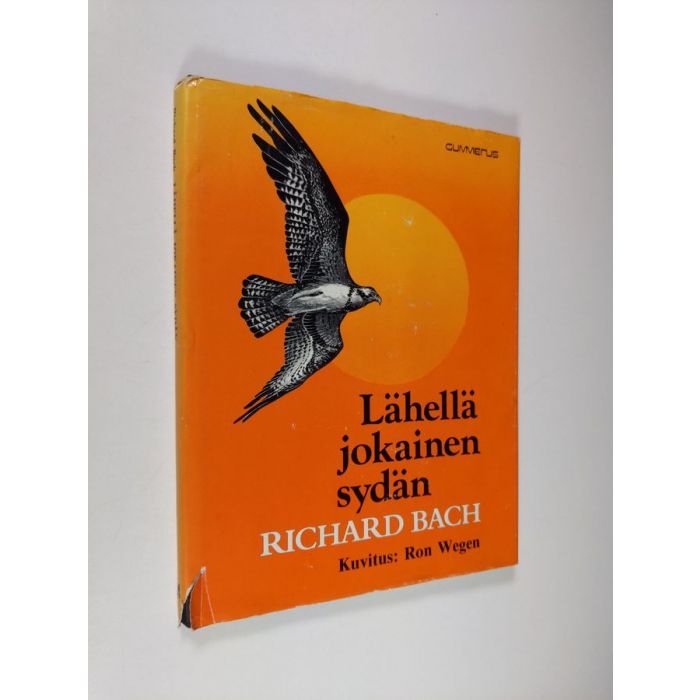 GUMMERUS
Lähellä
jokainen
sydän
RICHARD BACH
Kuvitus: Ron Wegen